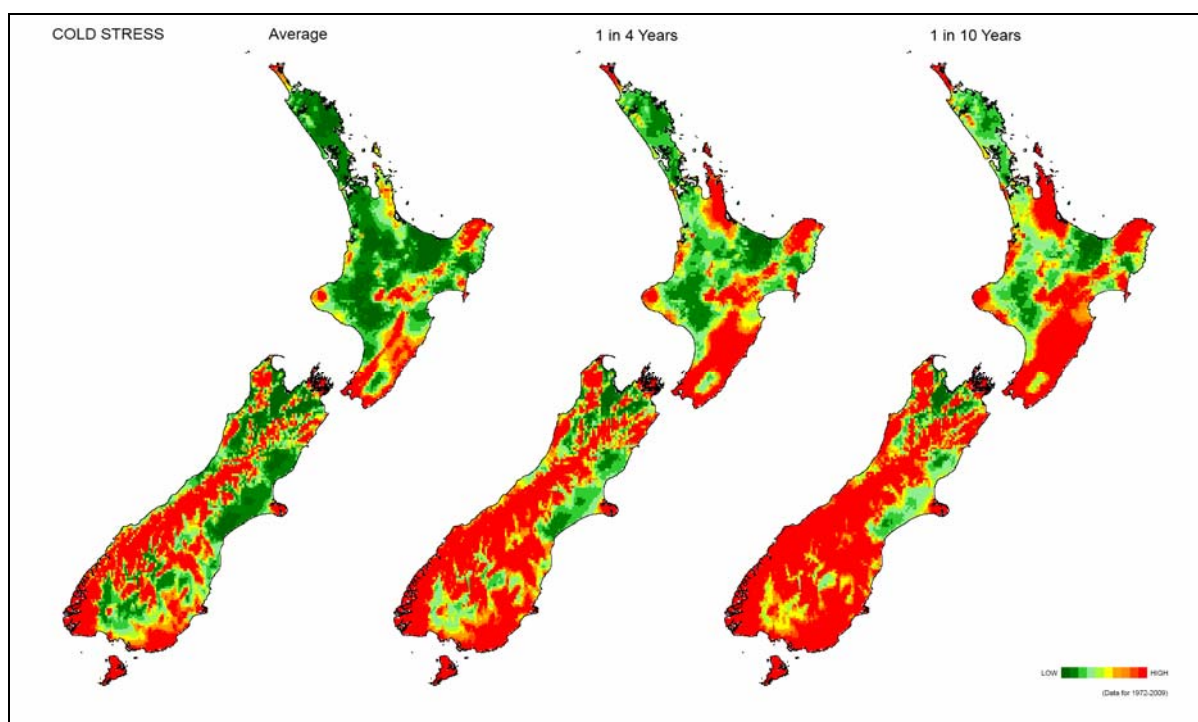 COLD STRESS Average 1 in 4 Years 1 in 10 Years
LOW HIGH
(Data for 1972-2009)